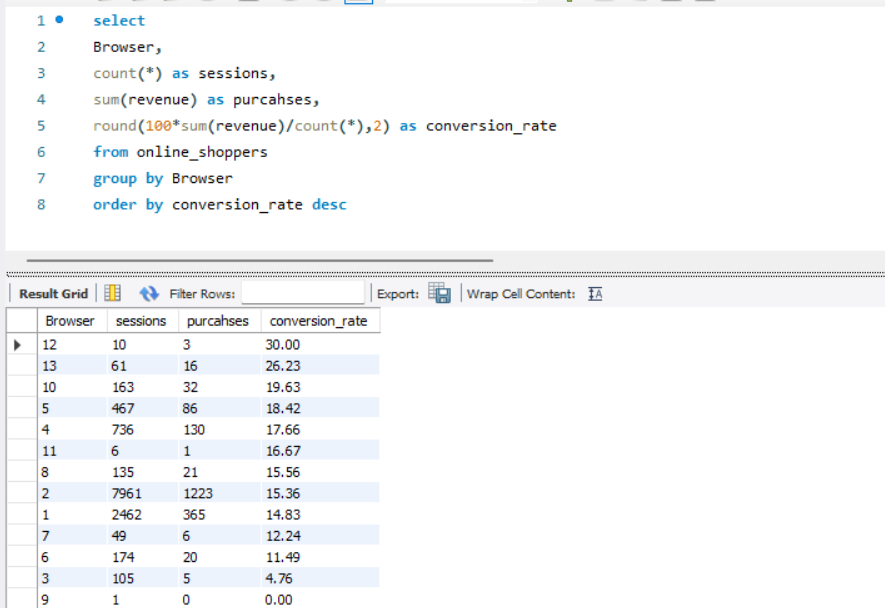 1 select
2 Browser,
3 count(*) as sessions,
4 sum(revenue) as purcahses,
5 round(100*sum(revenue)/count(*),2) as conversion_rate
6 from online_shoppers
7 group by Browser
8 order by conversion_rate desc
Result Grid Filter Rows: Export: Wrap Cell Content: IA
Browser sessions purcahses conversion_rate
12 10 3 30.00
13 61 16 26.23
10 163 32 19.63
5 467 86 18.42
4 736 130 17.66
11 6 1 16.67
8 135 21 15.56
2 7961 1223 15.36
1 2462 365 14.83
7 49 6 12.24
6 174 20 11.49
3 105 5 4.76
9 1 0 0.00